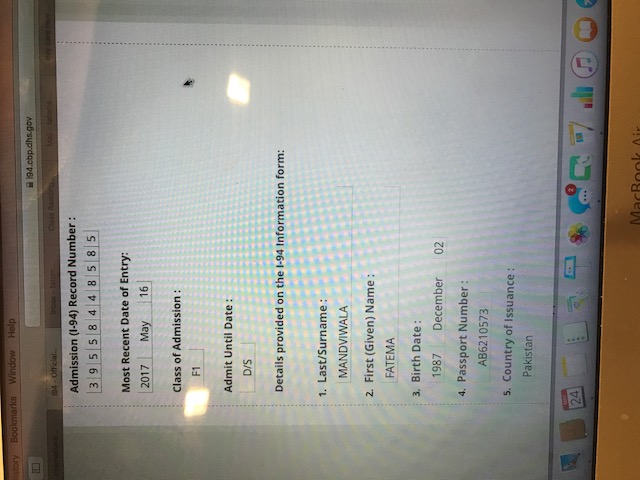 story Bookmarks Window Help
i94.cbp.dhs.gov
I94 - Official...
Admission (I-94) Record Number :
3 9 5 5 8 4 4 8 5 8 5
Most Recent Date of Entry:
2017 May 16
Class of Admission :
F1
Admit Until Date :
D/S
Details provided on the I-94 Information form:
1. Last/Surname :
MANDVIWALA
2. First (Given) Name :
FATEMA
3. Birth Date :
1987 December 02
4. Passport Number :
AB6210573
5. Country of Issuance :
Pakistan
24
2
MacBook Air